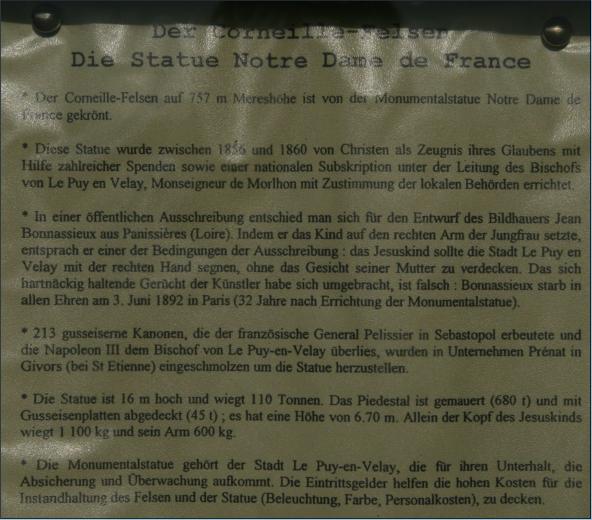 Der Corneille-Felsen
Die Statue Notre Dame de France
* Der Corneille-Felsen auf 757 m Mereshöhe ist von der Monumentalstatue Notre Dame de
France gekrönt.
* Diese Statue wurde zwischen 1856 und 1860 von Christen als Zeugnis ihres Glaubens mit
Hilfe zahlreicher Spenden sowie einer nationalen Subskription unter der Leitung des Bischofs
von Le Puy en Velay, Monseigneur de Morlhon mit Zustimmung der lokalen Behörden errichtet.
* In einer öffentlichen Ausschreibung entschied man sich für den Entwurf des Bildhauers Jean
Bonnassieux aus Panissières (Loire). Indem er das Kind auf den rechten Arm der Jungfrau setzte,
entsprach er einer der Bedingungen der Ausschreibung : das Jesuskind sollte die Stadt Le Puy en
Velay mit der rechten Hand segnen, ohne das Gesicht seiner Mutter zu verdecken. Das sich
hartnäckig haltende Gerücht der Künstler habe sich umgebracht, ist falsch : Bonnassieux starb in
allen Ehren am 3. Juni 1892 in Paris (32 Jahre nach Errichtung der Monumentalstatue).
* 213 gusseiserne Kanonen, die der französische General Pelissier in Sebastopol erbeutete und
die Napoleon III dem Bischof von Le Puy-en-Velay überlies, wurden in Unternehmen Prénat in
Givors (bei St Etienne) eingeschmolzen um die Statue herzustellen.
* Die Statue ist 16 m hoch und wiegt 110 Tonnen. Das Piedestal ist gemauert (680 t) und mit
Gusseisenplatten abgedeckt (45 t) ; es hat eine Höhe von 6.70 m. Allein der Kopf des Jesuskinds
wiegt 1 100 kg und sein Arm 600 kg.
* Die Monumentalstatue gehört der Stadt Le Puy-en-Velay, die für ihren Unterhalt, die
Absicherung und Überwachung aufkommt. Die Eintrittsgelder helfen die hohen Kosten für die
Instandhaltung des Felsen und der Statue (Beleuchtung, Farbe, Personalkosten), zu decken.